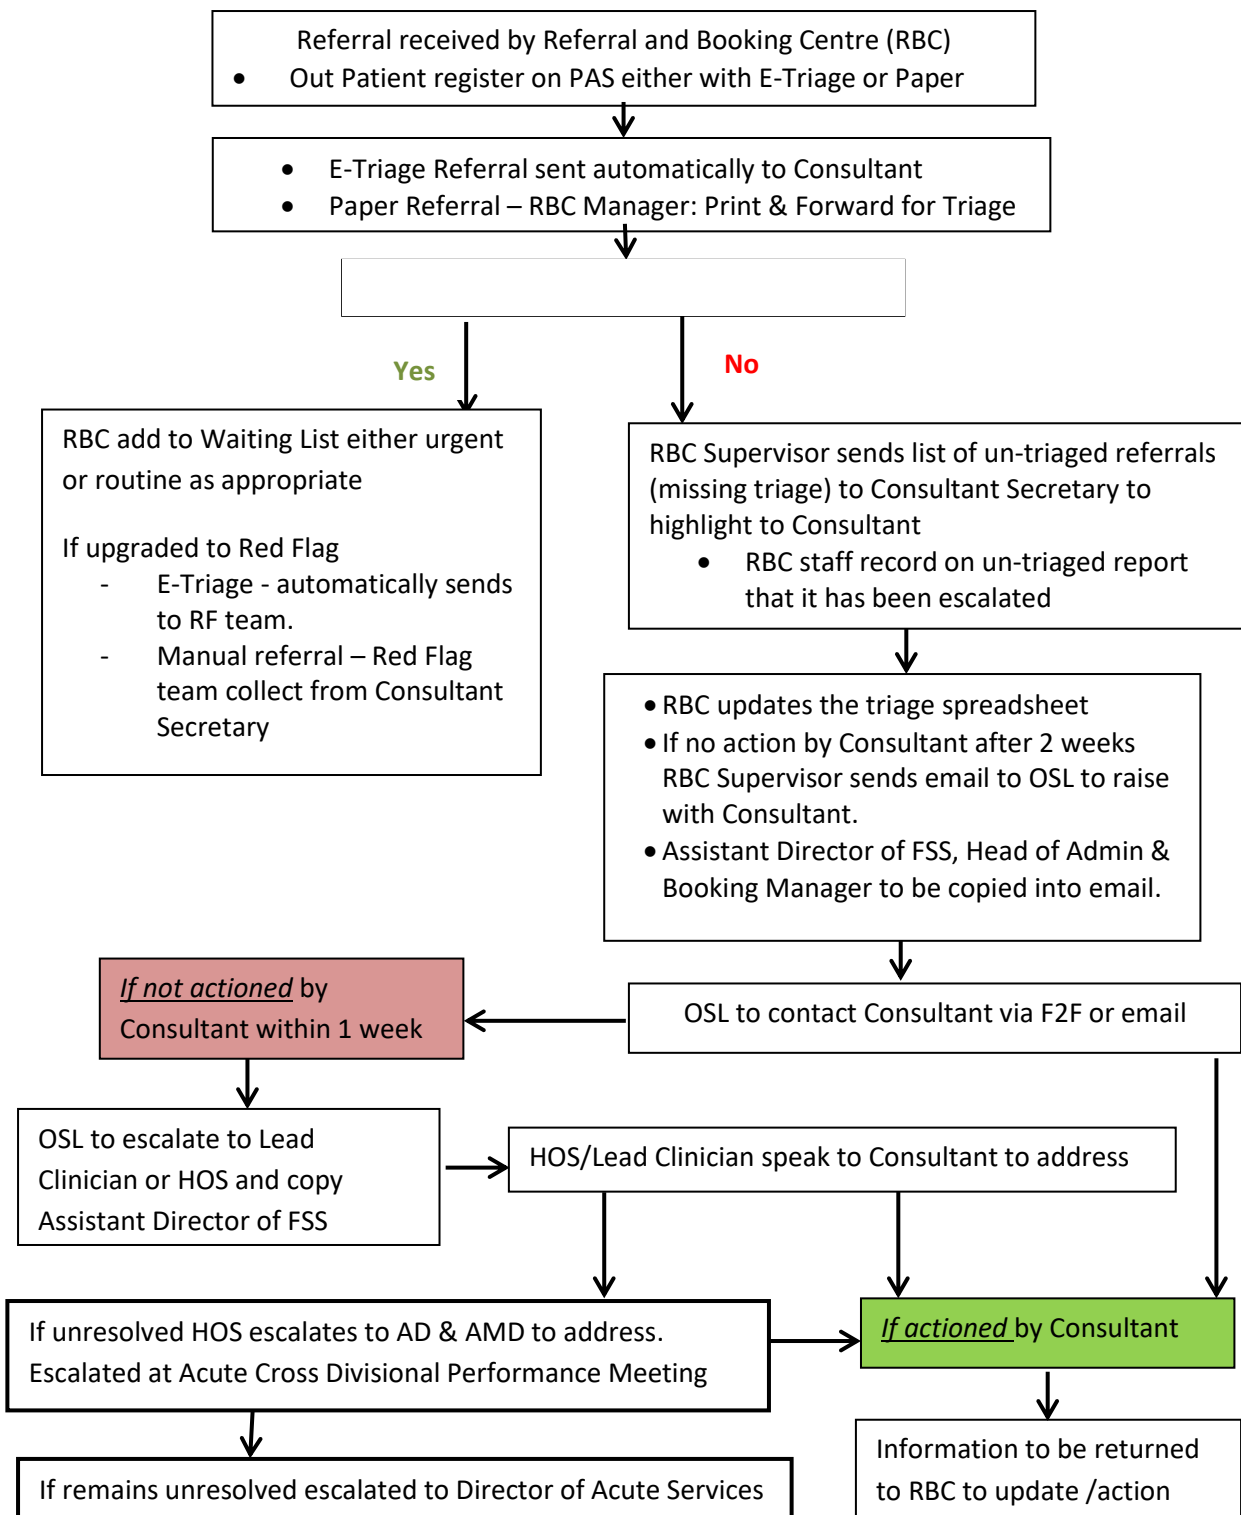 Referral received by Referral and Booking Centre (RBC)
• Out Patient register on PAS either with E-Triage or Paper
• E-Triage Referral sent automatically to Consultant
• Paper Referral – RBC Manager: Print & Forward for Triage
Yes
No
RBC add to Waiting List either urgent
or routine as appropriate
If upgraded to Red Flag
- E-Triage - automatically sends
to RF team.
- Manual referral – Red Flag
team collect from Consultant
Secretary
RBC Supervisor sends list of un-triaged referrals
(missing triage) to Consultant Secretary to
highlight to Consultant
• RBC staff record on un-triaged report
that it has been escalated
• RBC updates the triage spreadsheet
• If no action by Consultant after 2 weeks
RBC Supervisor sends email to OSL to raise
with Consultant.
• Assistant Director of FSS, Head of Admin &
Booking Manager to be copied into email.
If not actioned by
Consultant within 1 week
OSL to contact Consultant via F2F or email
OSL to escalate to Lead
Clinician or HOS and copy
Assistant Director of FSS
HOS/Lead Clinician speak to Consultant to address
If unresolved HOS escalates to AD & AMD to address.
Escalated at Acute Cross Divisional Performance Meeting
If actioned by Consultant
If remains unresolved escalated to Director of Acute Services
Information to be returned
to RBC to update /action